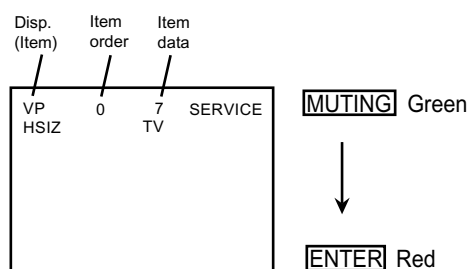 Disp. Item Item
(Item) order data
VP 0 7 SERVICE
HSIZ TV
MUTING Green
ENTER Red